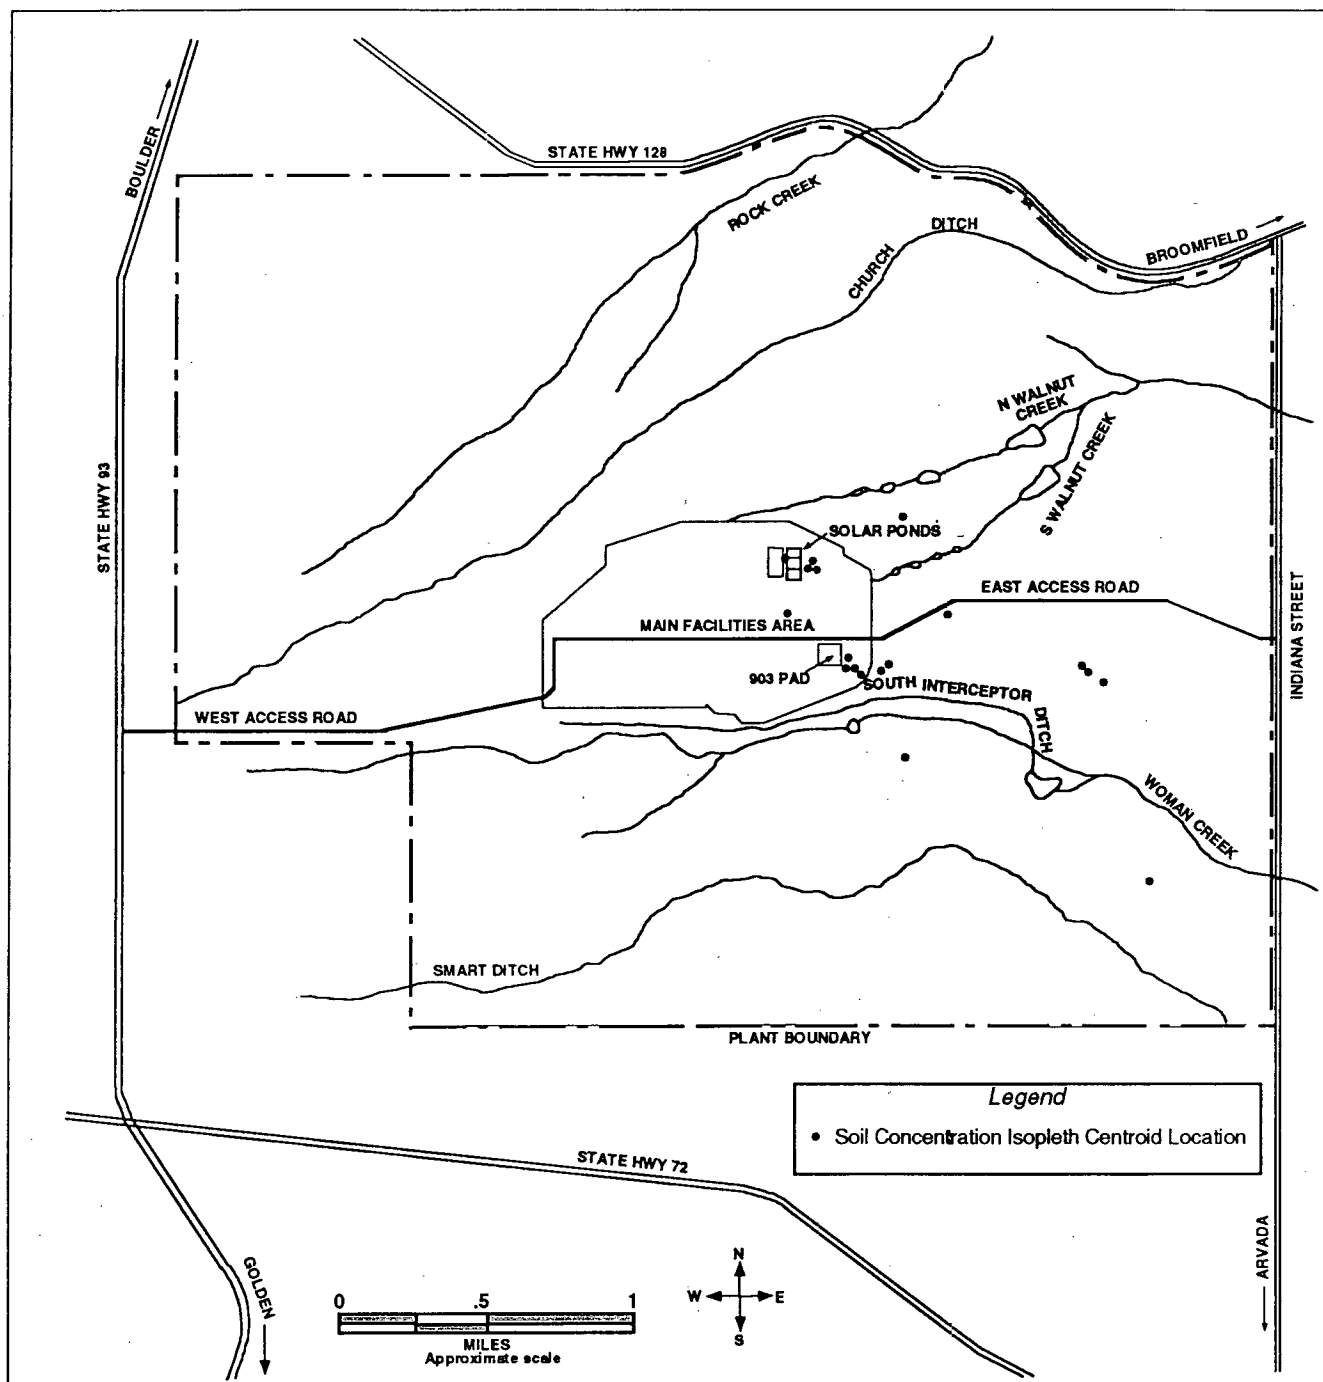 BOULDER
STATE HWY 128
ROCK CREEK
CHURCH
DITCH
BROOMFIELD
N WALNUT
CREEK
S WALNUT CREEK
STATE HWY 93
SOLAR PONDS
EAST ACCESS ROAD
MAIN FACILITIES AREA
INDIANA STREET
903 PAD
SOUTH INTERCEPTOR
DITCH
WEST ACCESS ROAD
WOMAN CREEK
SMART DITCH
PLANT BOUNDARY
Legend
• Soil Concentration Isopleth Centroid Location
STATE HWY 72
ARVADA
GOLDEN
0 .5 1
MILES
Approximate scale
N
W E
S